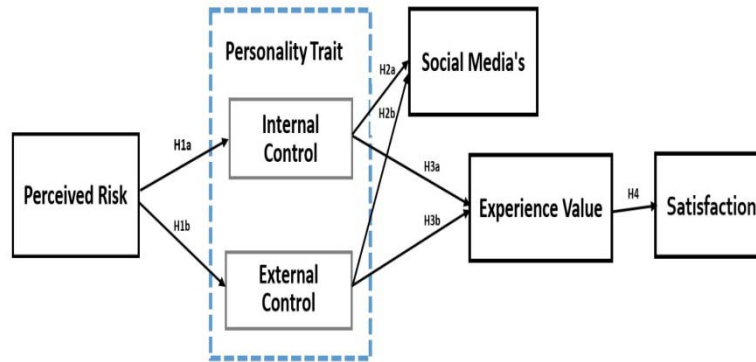 Personality Trait
Social Media's
H2a
H2b
Internal
Control
H1a
Perceived Risk
H3a
Experience Value
H4
Satisfaction
H1b
H3b
External
Control